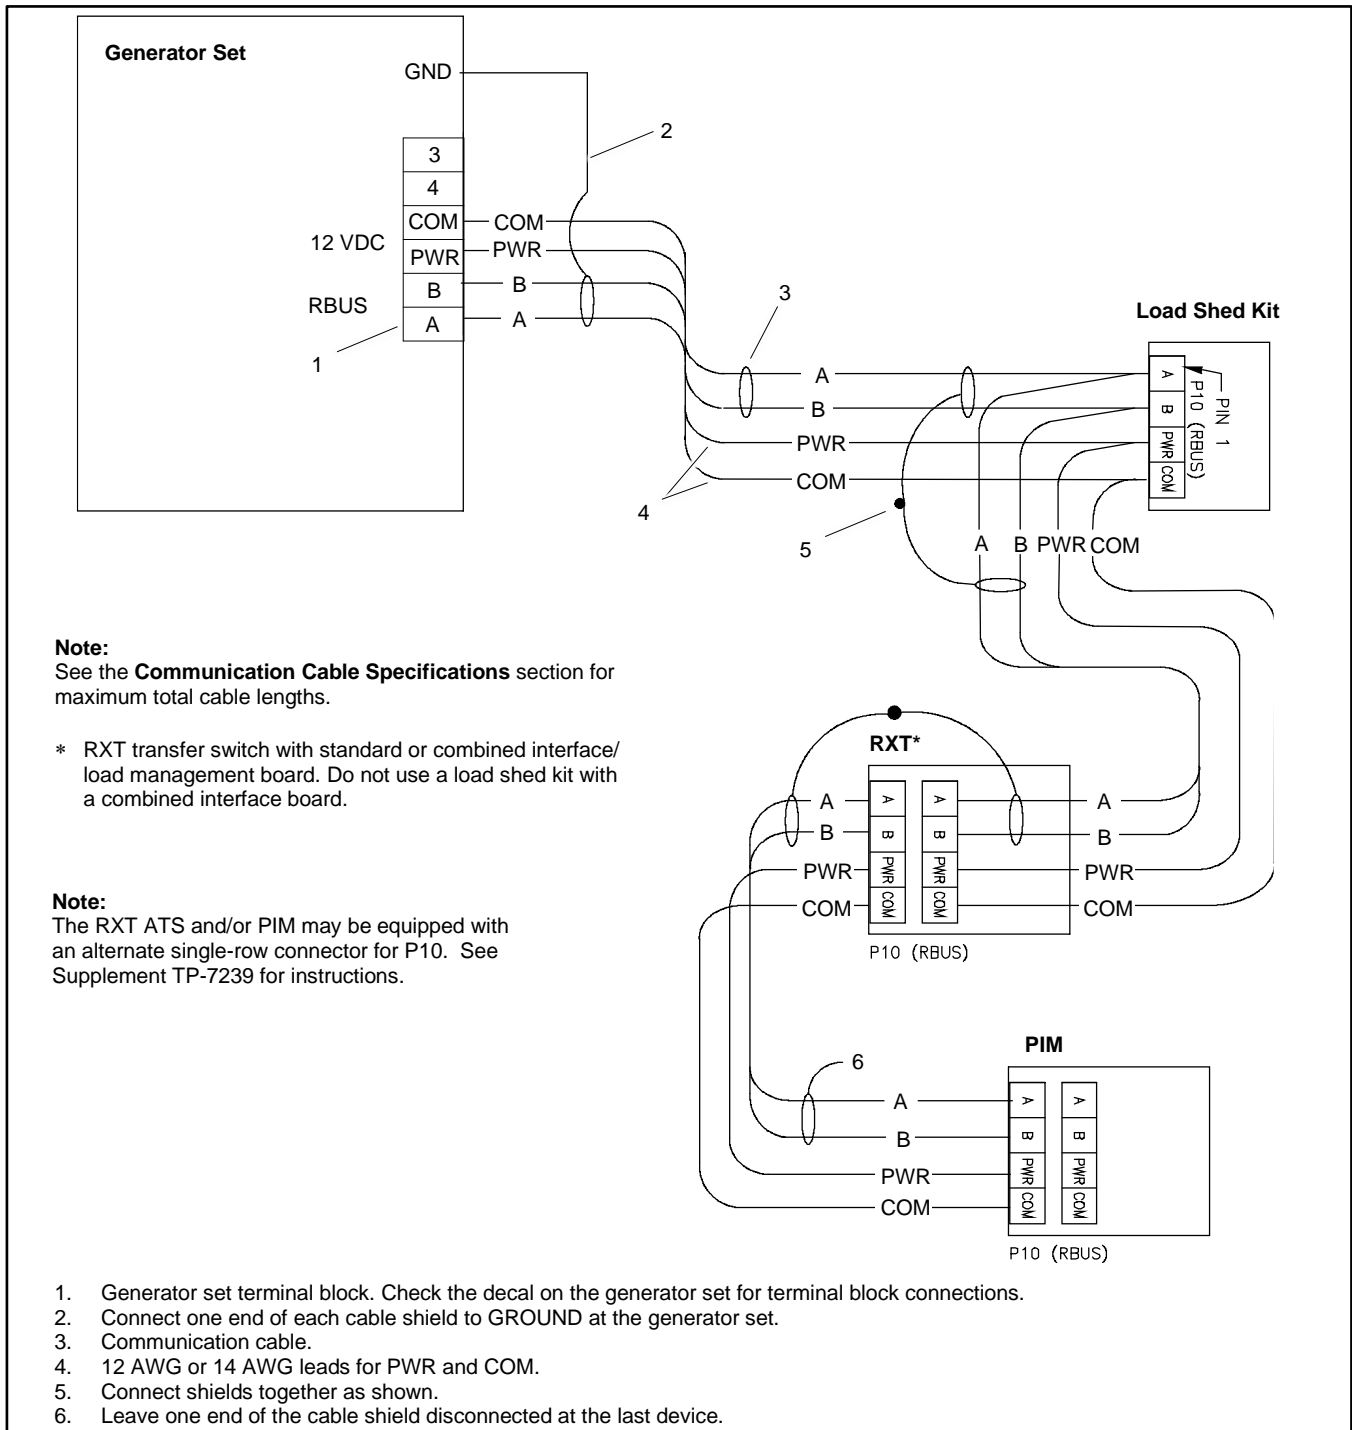 Generator Set
GND
2
3
4
COM
COM
12 VDC
PWR
PWR
B
B
RBUS
A
A
1
3
Load Shed Kit
A
B
PWR
COM
4
A
B
PWR
COM
P10 (RBUS)
PIN 1
5
A
B
PWR
COM
Note:
See the Communication Cable Specifications section for
maximum total cable lengths.
* RXT transfer switch with standard or combined interface/
load management board. Do not use a load shed kit with
a combined interface board.
RXT*
A
A
A
A
B
B
B
B
PWR
PWR
PWR
PWR
COM
COM
COM
COM
P10 (RBUS)
Note:
The RXT ATS and/or PIM may be equipped with
an alternate single-row connector for P10. See
Supplement TP-7239 for instructions.
PIM
6
A
A
A
B
B
B
PWR
PWR
PWR
COM
COM
COM
P10 (RBUS)
1. Generator set terminal block. Check the decal on the generator set for terminal block connections.
2. Connect one end of each cable shield to GROUND at the generator set.
3. Communication cable.
4. 12 AWG or 14 AWG leads for PWR and COM.
5. Connect shields together as shown.
6. Leave one end of the cable shield disconnected at the last device.